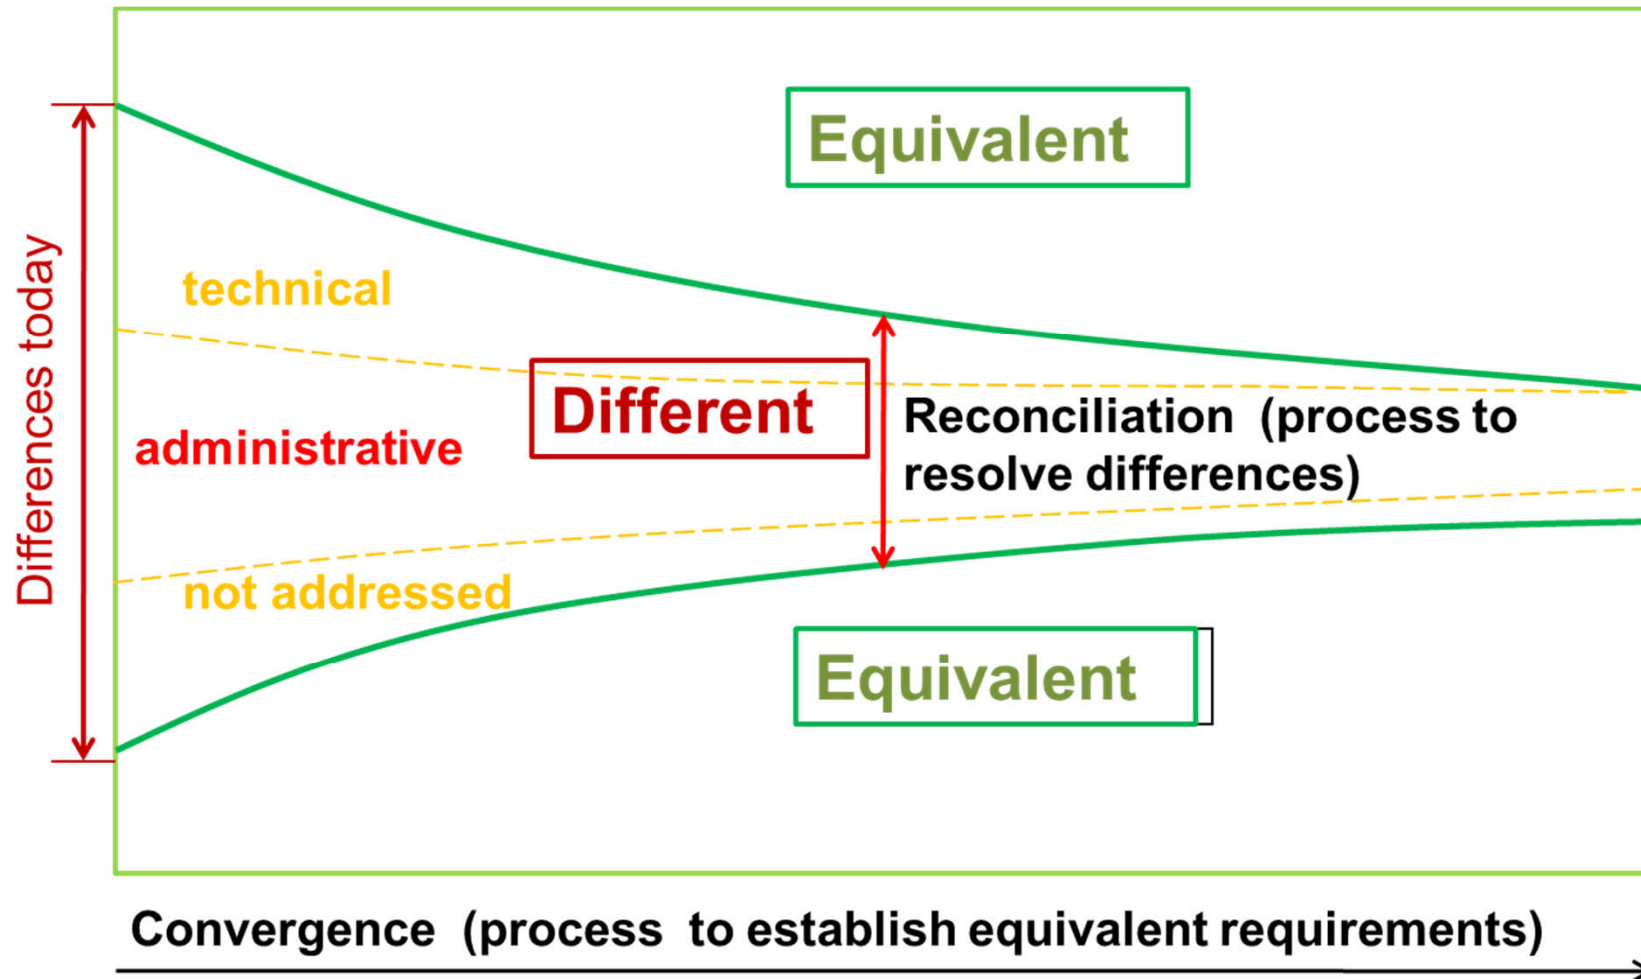 Equivalent
Differences today
technical
Different
administrative
Reconciliation (process to
resolve differences)
not addressed
Equivalent
Convergence (process to establish equivalent requirements)